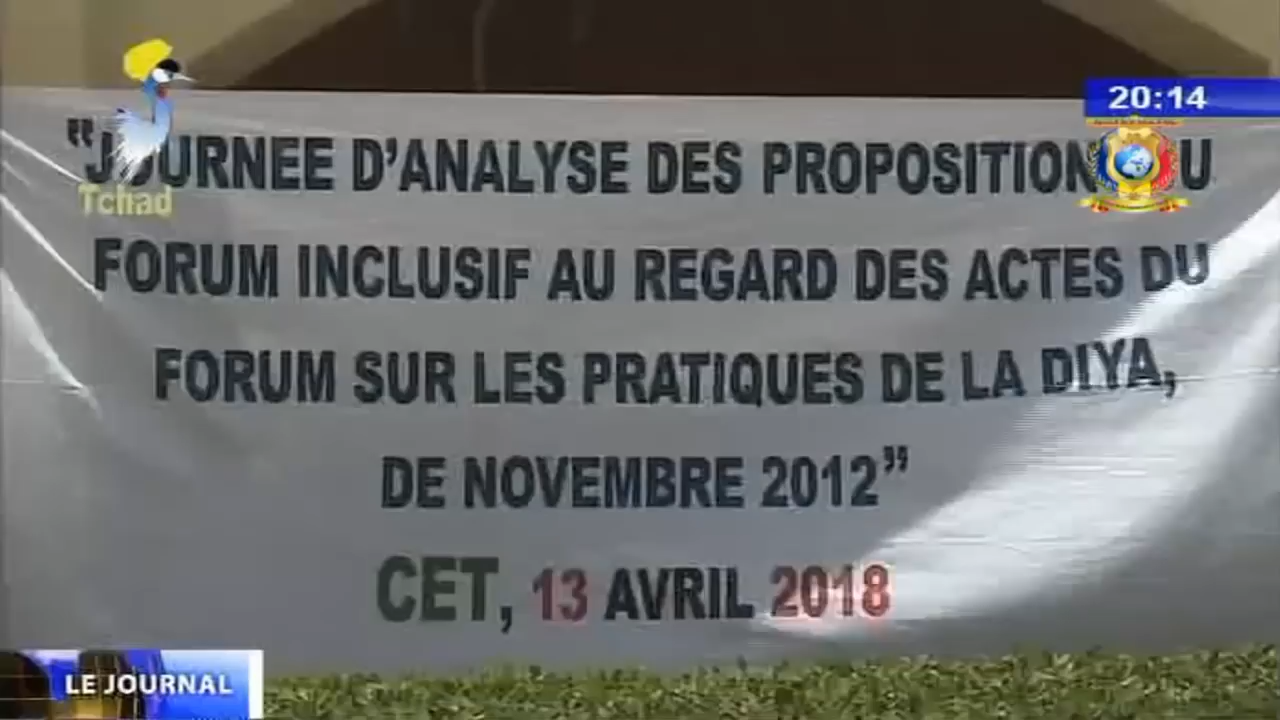 20:14
"JOURNEE D'ANALYSE DES PROPOSITION DU
Tchad
FORUM INCLUSIF AU REGARD DES ACTES DU
FORUM SUR LES PRATIQUES DE LA DIYA,
DE NOVEMBRE 2012"
CET, 13 AVRIL 2018
LE JOURNAL